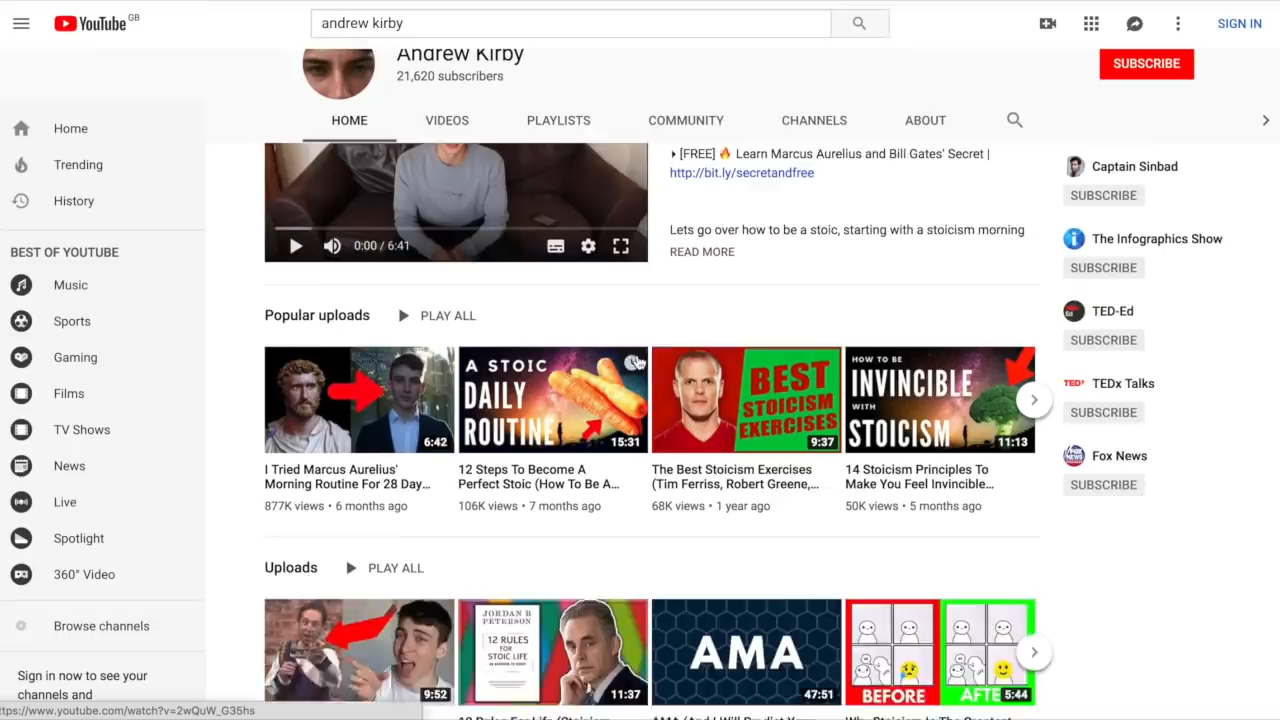 YouTube GB
andrew kirby
SIGN IN
Andrew Kirby
21,620 subscribers
SUBSCRIBE
HOME
VIDEOS
PLAYLISTS
COMMUNITY
CHANNELS
ABOUT
Home
Trending
History
BEST OF YOUTUBE
Music
Sports
Gaming
Films
TV Shows
News
Live
Spotlight
360° Video
Browse channels
Sign in now to see your
channels and
0:00 / 6:41
[FREE] 🔥 Learn Marcus Aurelius and Bill Gates' Secret |
http://bit.ly/secretandfree
Lets go over how to be a stoic, starting with a stoicism morning
READ MORE
Popular uploads
PLAY ALL
6:42
I Tried Marcus Aurelius'
Morning Routine For 28 Day...
877K views • 6 months ago
A STOIC
DAILY
ROUTINE
15:31
12 Steps To Become A
Perfect Stoic (How To Be A...
106K views • 7 months ago
BEST
STOICISM
EXERCISES
9:37
The Best Stoicism Exercises
(Tim Ferriss, Robert Greene,...
68K views • 1 year ago
HOW TO BE
INVINCIBLE
WITH
STOICISM
11:13
14 Stoicism Principles To
Make You Feel Invincible...
50K views • 5 months ago
Uploads
PLAY ALL
9:52
JORDAN B
PETERSON
12 RULES
FOR
STOIC LIFE
11:37
AMA
47:51
BEFORE
AFTE
5:44
Captain Sinbad
SUBSCRIBE
The Infographics Show
SUBSCRIBE
TED-Ed
SUBSCRIBE
TEDx Talks
SUBSCRIBE
Fox News
SUBSCRIBE
ttps://www.youtube.com/watch?v=2wQuW_G35hs